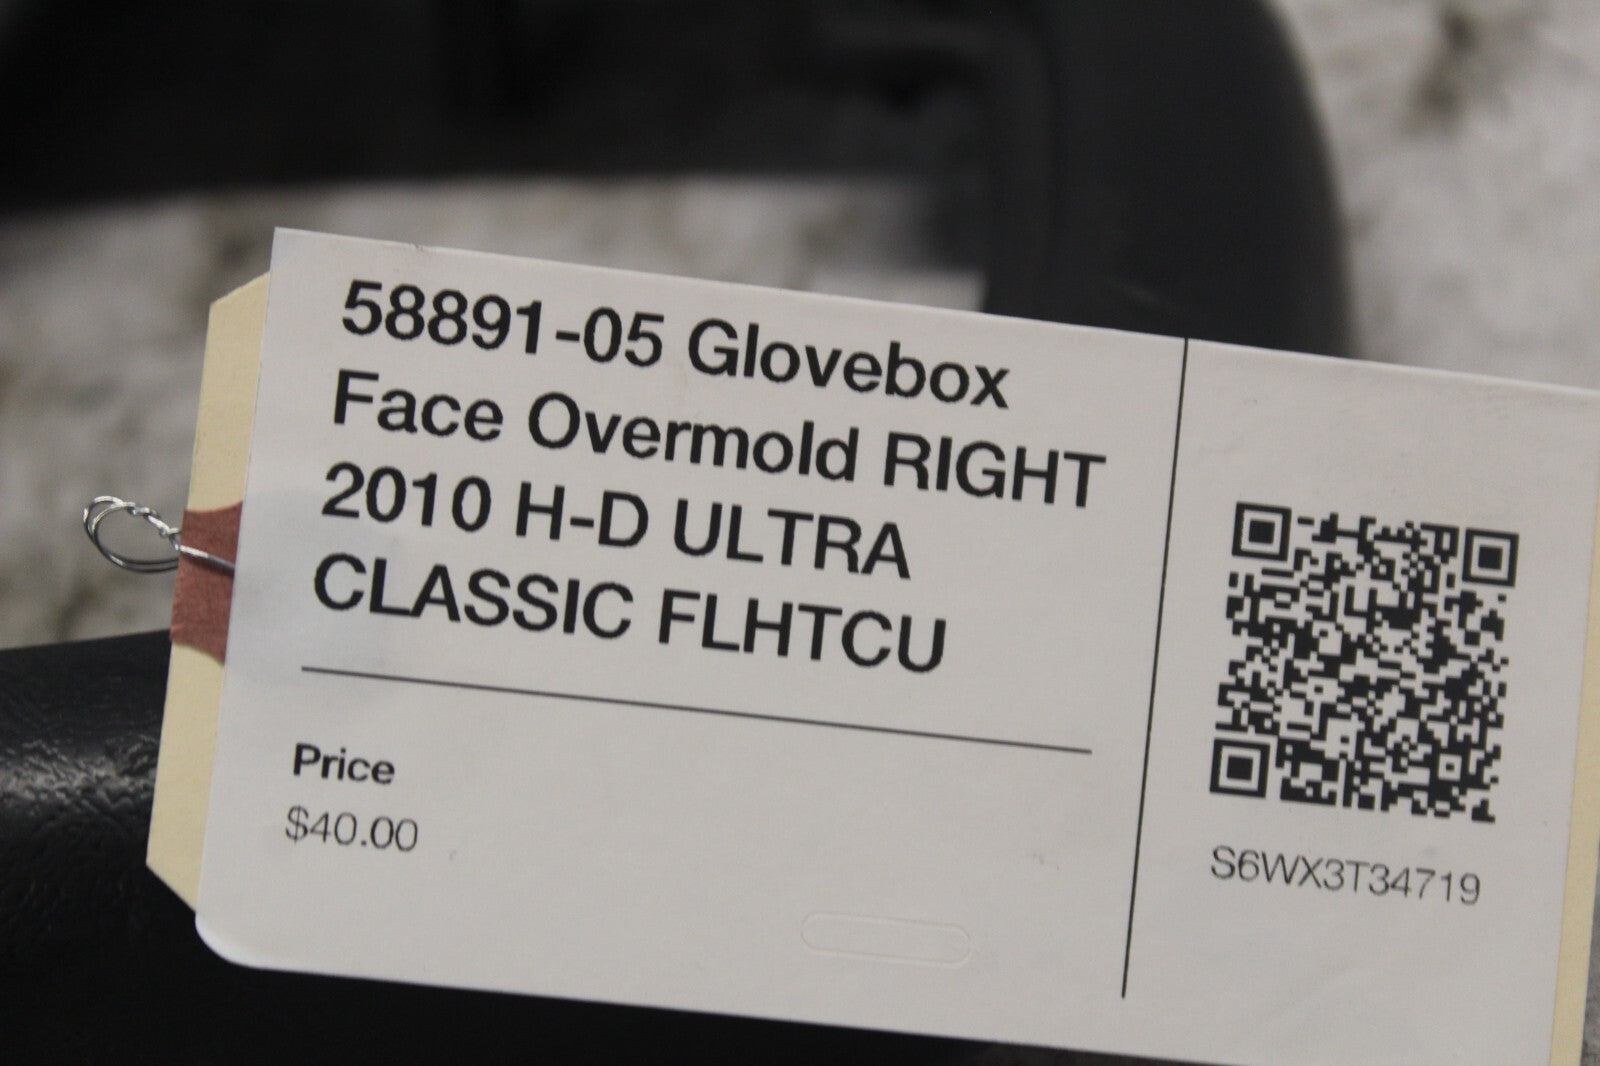 58891-05 Glovebox
Face Overmold RIGHT
2010 H-D ULTRA
CLASSIC FLHTCU
Price
$40.00
S6WX3T34719